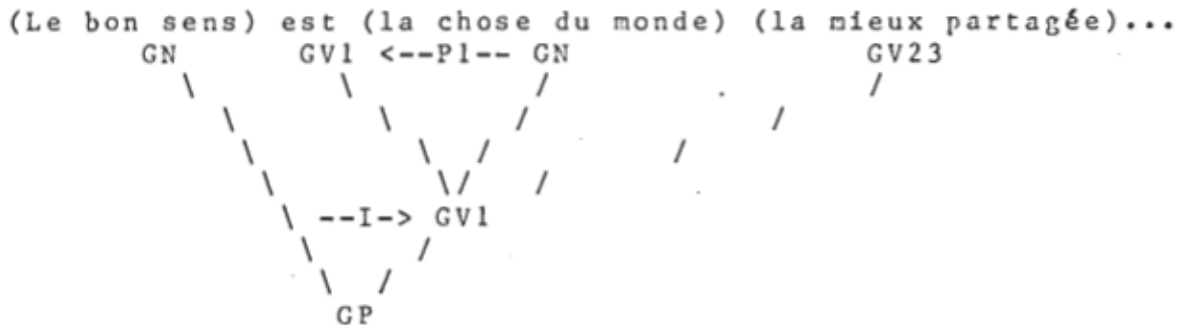 (Le bon sens) est (la chose du monde) (la mieux partagée)...
GN GV1 <--P1-- GN GV23
--I-> GV1
GP